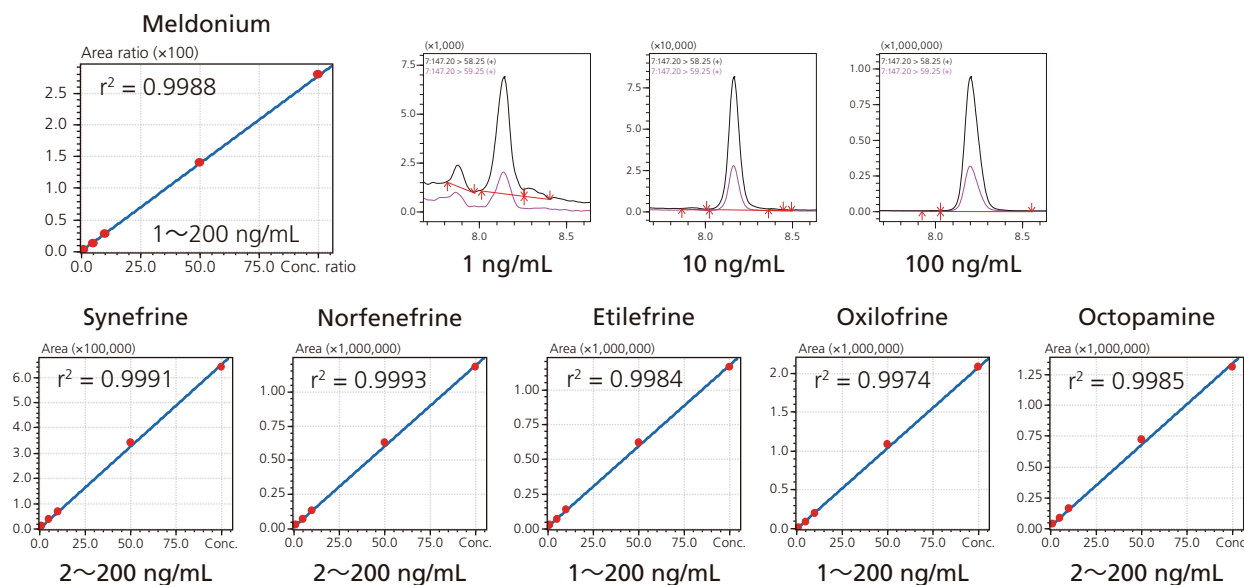 Meldonium
Area ratio (×100)
r² = 0.9988
2.5
2.0
1.5
1.0
0.5
0.0
1～200 ng/mL
0.0 25.0 50.0 75.0 Conc. ratio
(×1,000)
7:147.20 > 58.25 (+)
7:147.20 > 59.25 (+)
7.5
5.0
2.5
0.0
8.0 8.5
1 ng/mL
(×10,000)
7:147.20 > 58.25 (+)
7:147.20 > 59.25 (+)
7.5
5.0
2.5
0.0
8.0 8.5
10 ng/mL
(×1,000,000)
7:147.20 > 58.25 (+)
7:147.20 > 59.25 (+)
1.00
0.75
0.50
0.25
0.00
8.0 8.5
100 ng/mL
Synefrine
Area (×100,000)
r² = 0.9991
6.0
5.0
4.0
3.0
2.0
1.0
0.0
0.0 25.0 50.0 75.0 Conc.
2～200 ng/mL
Norfenefrine
Area (×1,000,000)
r² = 0.9993
1.00
0.75
0.50
0.25
0.00
0.0 25.0 50.0 75.0 Conc.
2～200 ng/mL
Etilefrine
Area (×1,000,000)
r² = 0.9984
1.00
0.75
0.50
0.25
0.00
0.0 25.0 50.0 75.0 Conc.
1～200 ng/mL
Oxilofrine
Area (×1,000,000)
r² = 0.9974
2.0
1.0
0.0
0.0 25.0 50.0 75.0 Conc.
1～200 ng/mL
Octopamine
Area (×1,000,000)
r² = 0.9985
1.25
1.00
0.75
0.50
0.25
0.00
0.0 25.0 50.0 75.0 Conc.
2～200 ng/mL